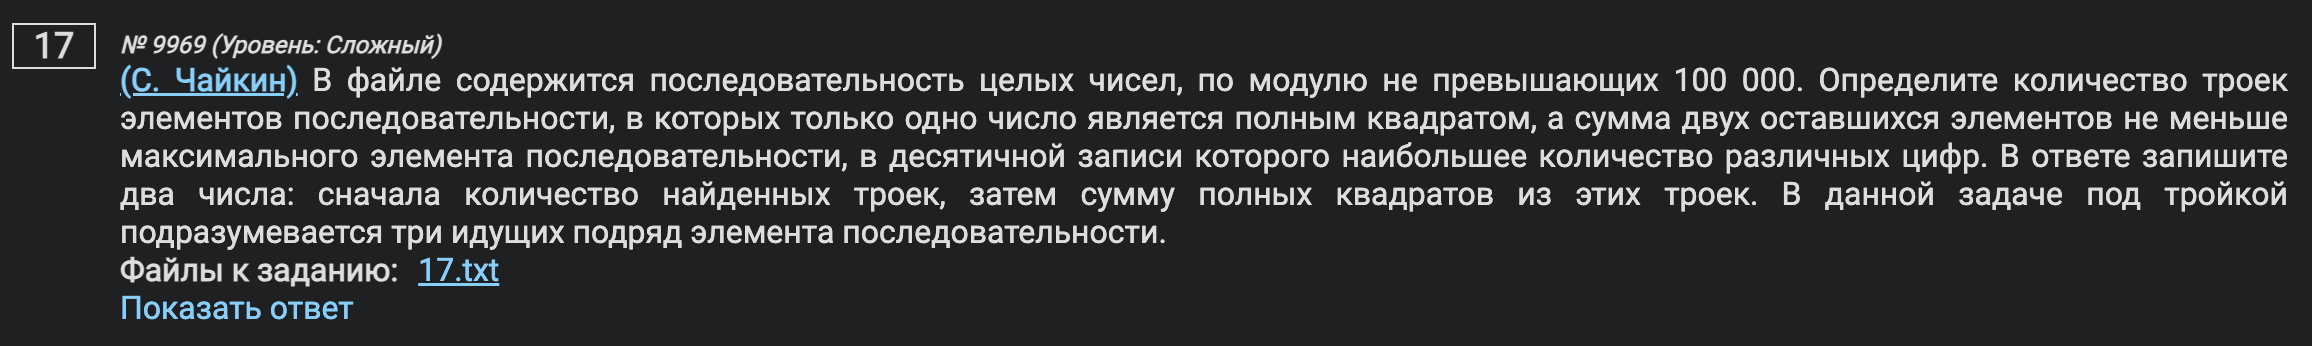 17
№ 9969 (Уровень: Сложный)
(С. Чайкин) В файле содержится последовательность целых чисел, по модулю не превышающих 100 000. Определите количество троек
элементов последовательности, в которых только одно число является полным квадратом, а сумма двух оставшихся элементов не меньше
максимального элемента последовательности, в десятичной записи которого наибольшее количество различных цифр. В ответе запишите
два числа: сначала количество найденных троек, затем сумму полных квадратов из этих троек. В данной задаче под тройкой
подразумевается три идущих подряд элемента последовательности.
Файлы к заданию: 17.txt
Показать ответ